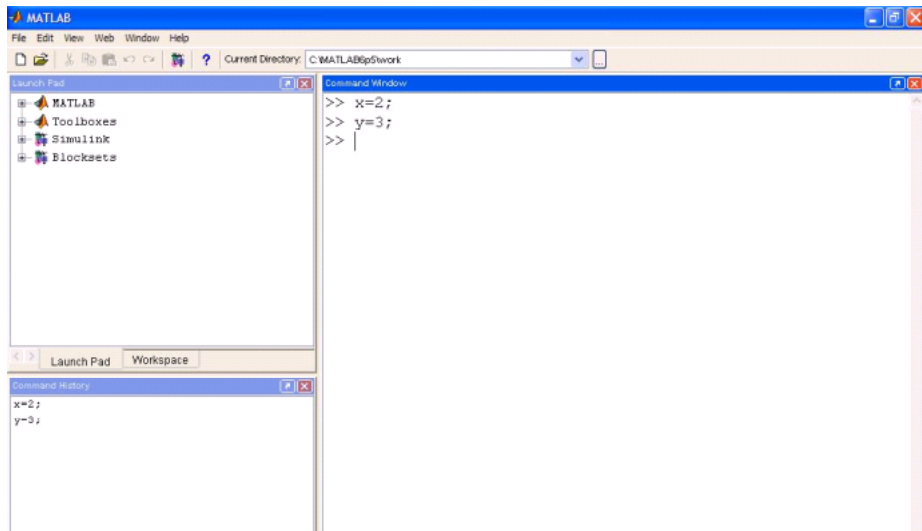 MATLAB
File Edit View Web Window Help
? Current Directory: C:\MATLAB6p5\work ...
Launch Pad
MATLAB
Toolboxes
Simulink
Blocksets
Launch Pad Workspace
Command History
x=2;
y=3;
Command Window
>> x=2;
>> y=3;
>>